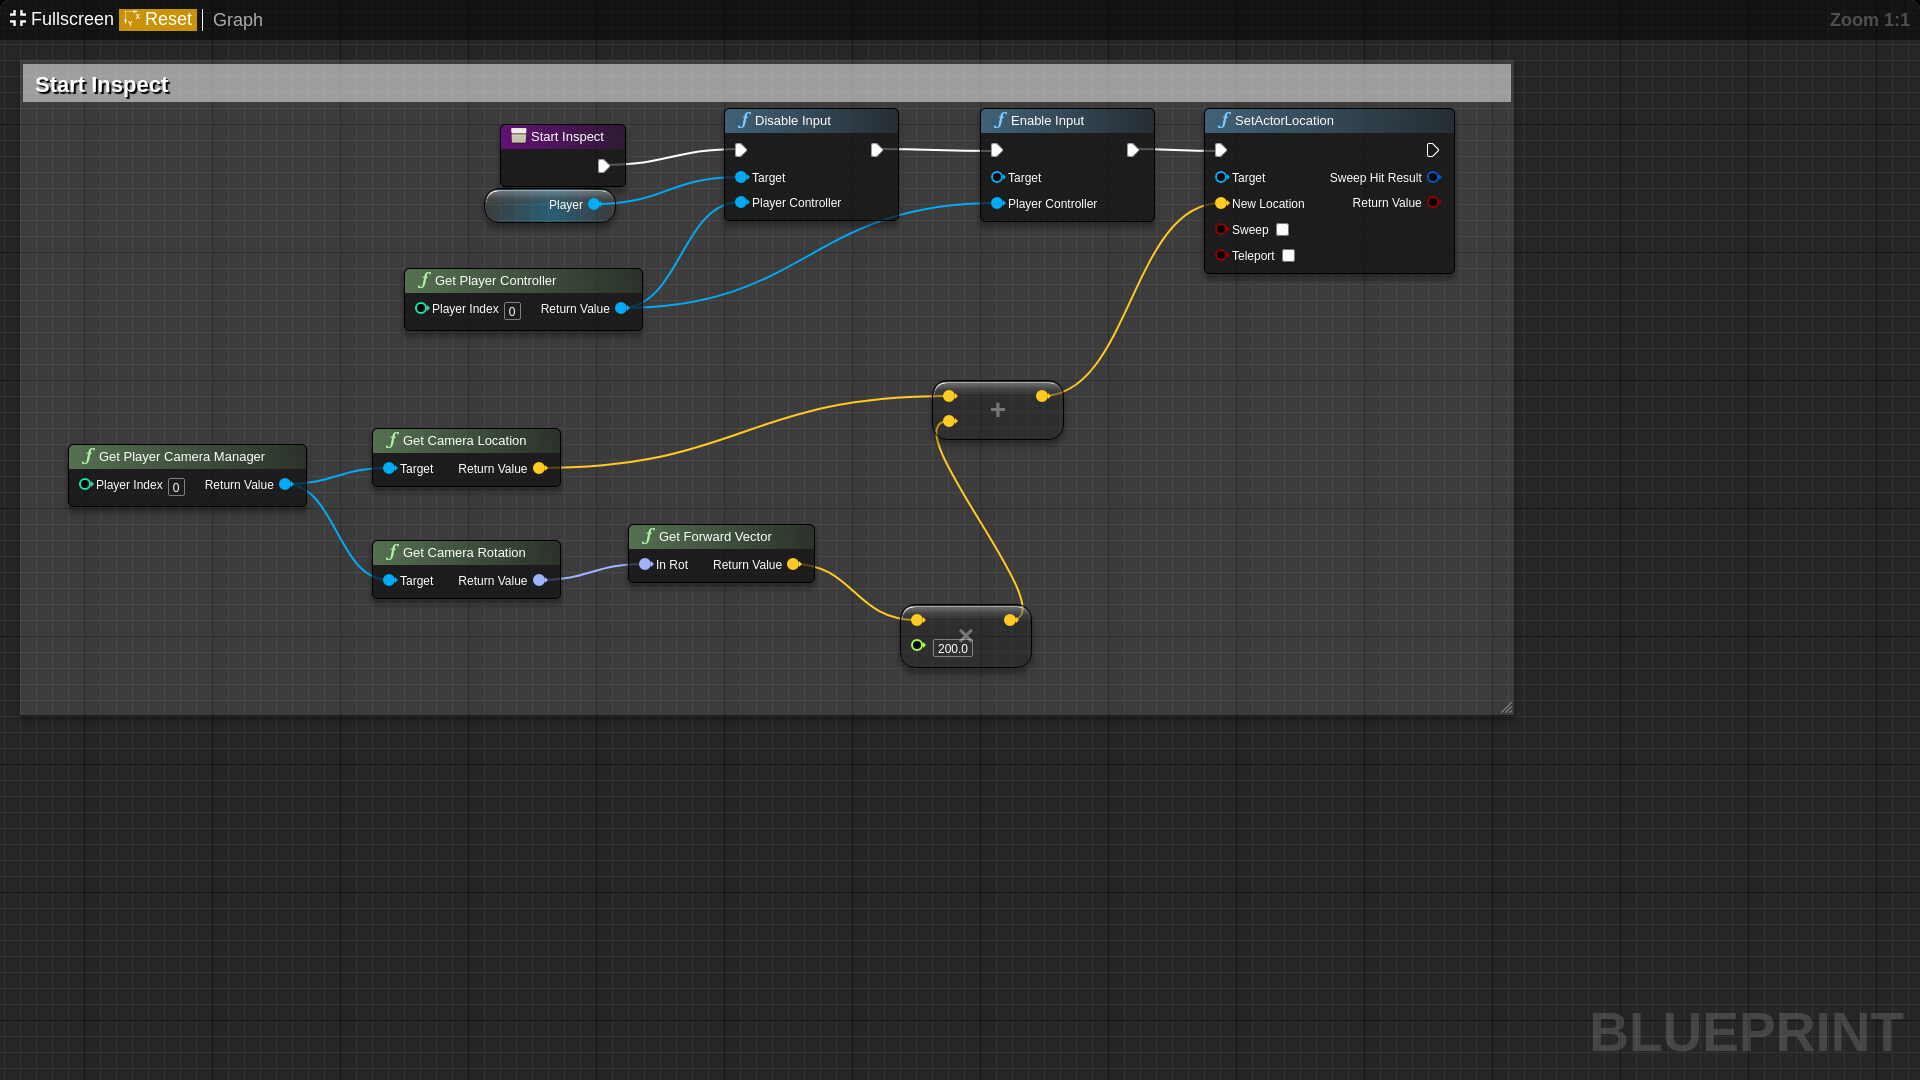 Fullscreen Reset Graph Zoom 1:1
Start Inspect
Start Inspect
Player
Disable Input
Target
Player Controller
Enable Input
Target
Player Controller
SetActorLocation
Target Sweep Hit Result
New Location Return Value
Sweep
Teleport
Get Player Controller
Player Index 0 Return Value
+
Get Player Camera Manager
Player Index 0 Return Value
Get Camera Location
Target Return Value
Get Camera Rotation
Target Return Value
Get Forward Vector
In Rot Return Value
×
200.0
BLUEPRINT